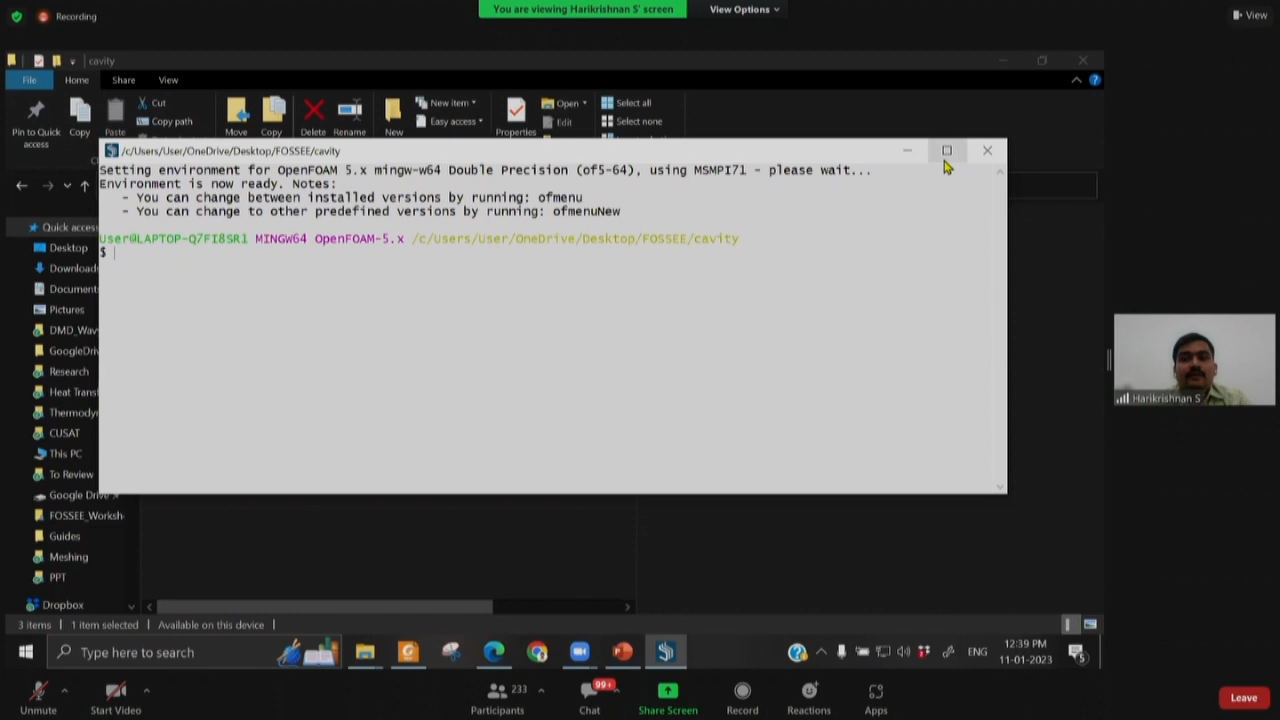 Recording
You are viewing Harikrishnan S' screen
View Options
View
cavity
File
Home
Share
View
Pin to Quick access
Copy
Paste
Cut
Copy path
Move
Copy
Delete
Rename
New
New item
Easy access
Properties
Open
Edit
Select all
Select none
/c/Users/User/OneDrive/Desktop/FOSSEE/cavity
Setting environment for OpenFOAM 5.x mingw-w64 Double Precision (of5-64), using MSMPI71 - please wait...
Environment is now ready. Notes:
- You can change between installed versions by running: ofmenu
- You can change to other predefined versions by running: ofmenuNew
User@LAPTOP-Q7FI8SR1 MINGW64 OpenFOAM-5.x /c/Users/User/OneDrive/Desktop/FOSSEE/cavity
$
Quick access
Desktop
Downloads
Documents
Pictures
DMD_Wav
GoogleDriv
Research
Heat Transf
Thermodyn
CUSAT
This PC
To Review
Google Drive
FOSSEE_Worksh
Guides
Meshing
PPT
Dropbox
Harikrishnan S
3 items
1 item selected
Available on this device
Type here to search
ENG
12:39 PM
11-01-2023
5
Unmute
Start Video
233
Participants
99+
Chat
Share Screen
Record
Reactions
Apps
Leave